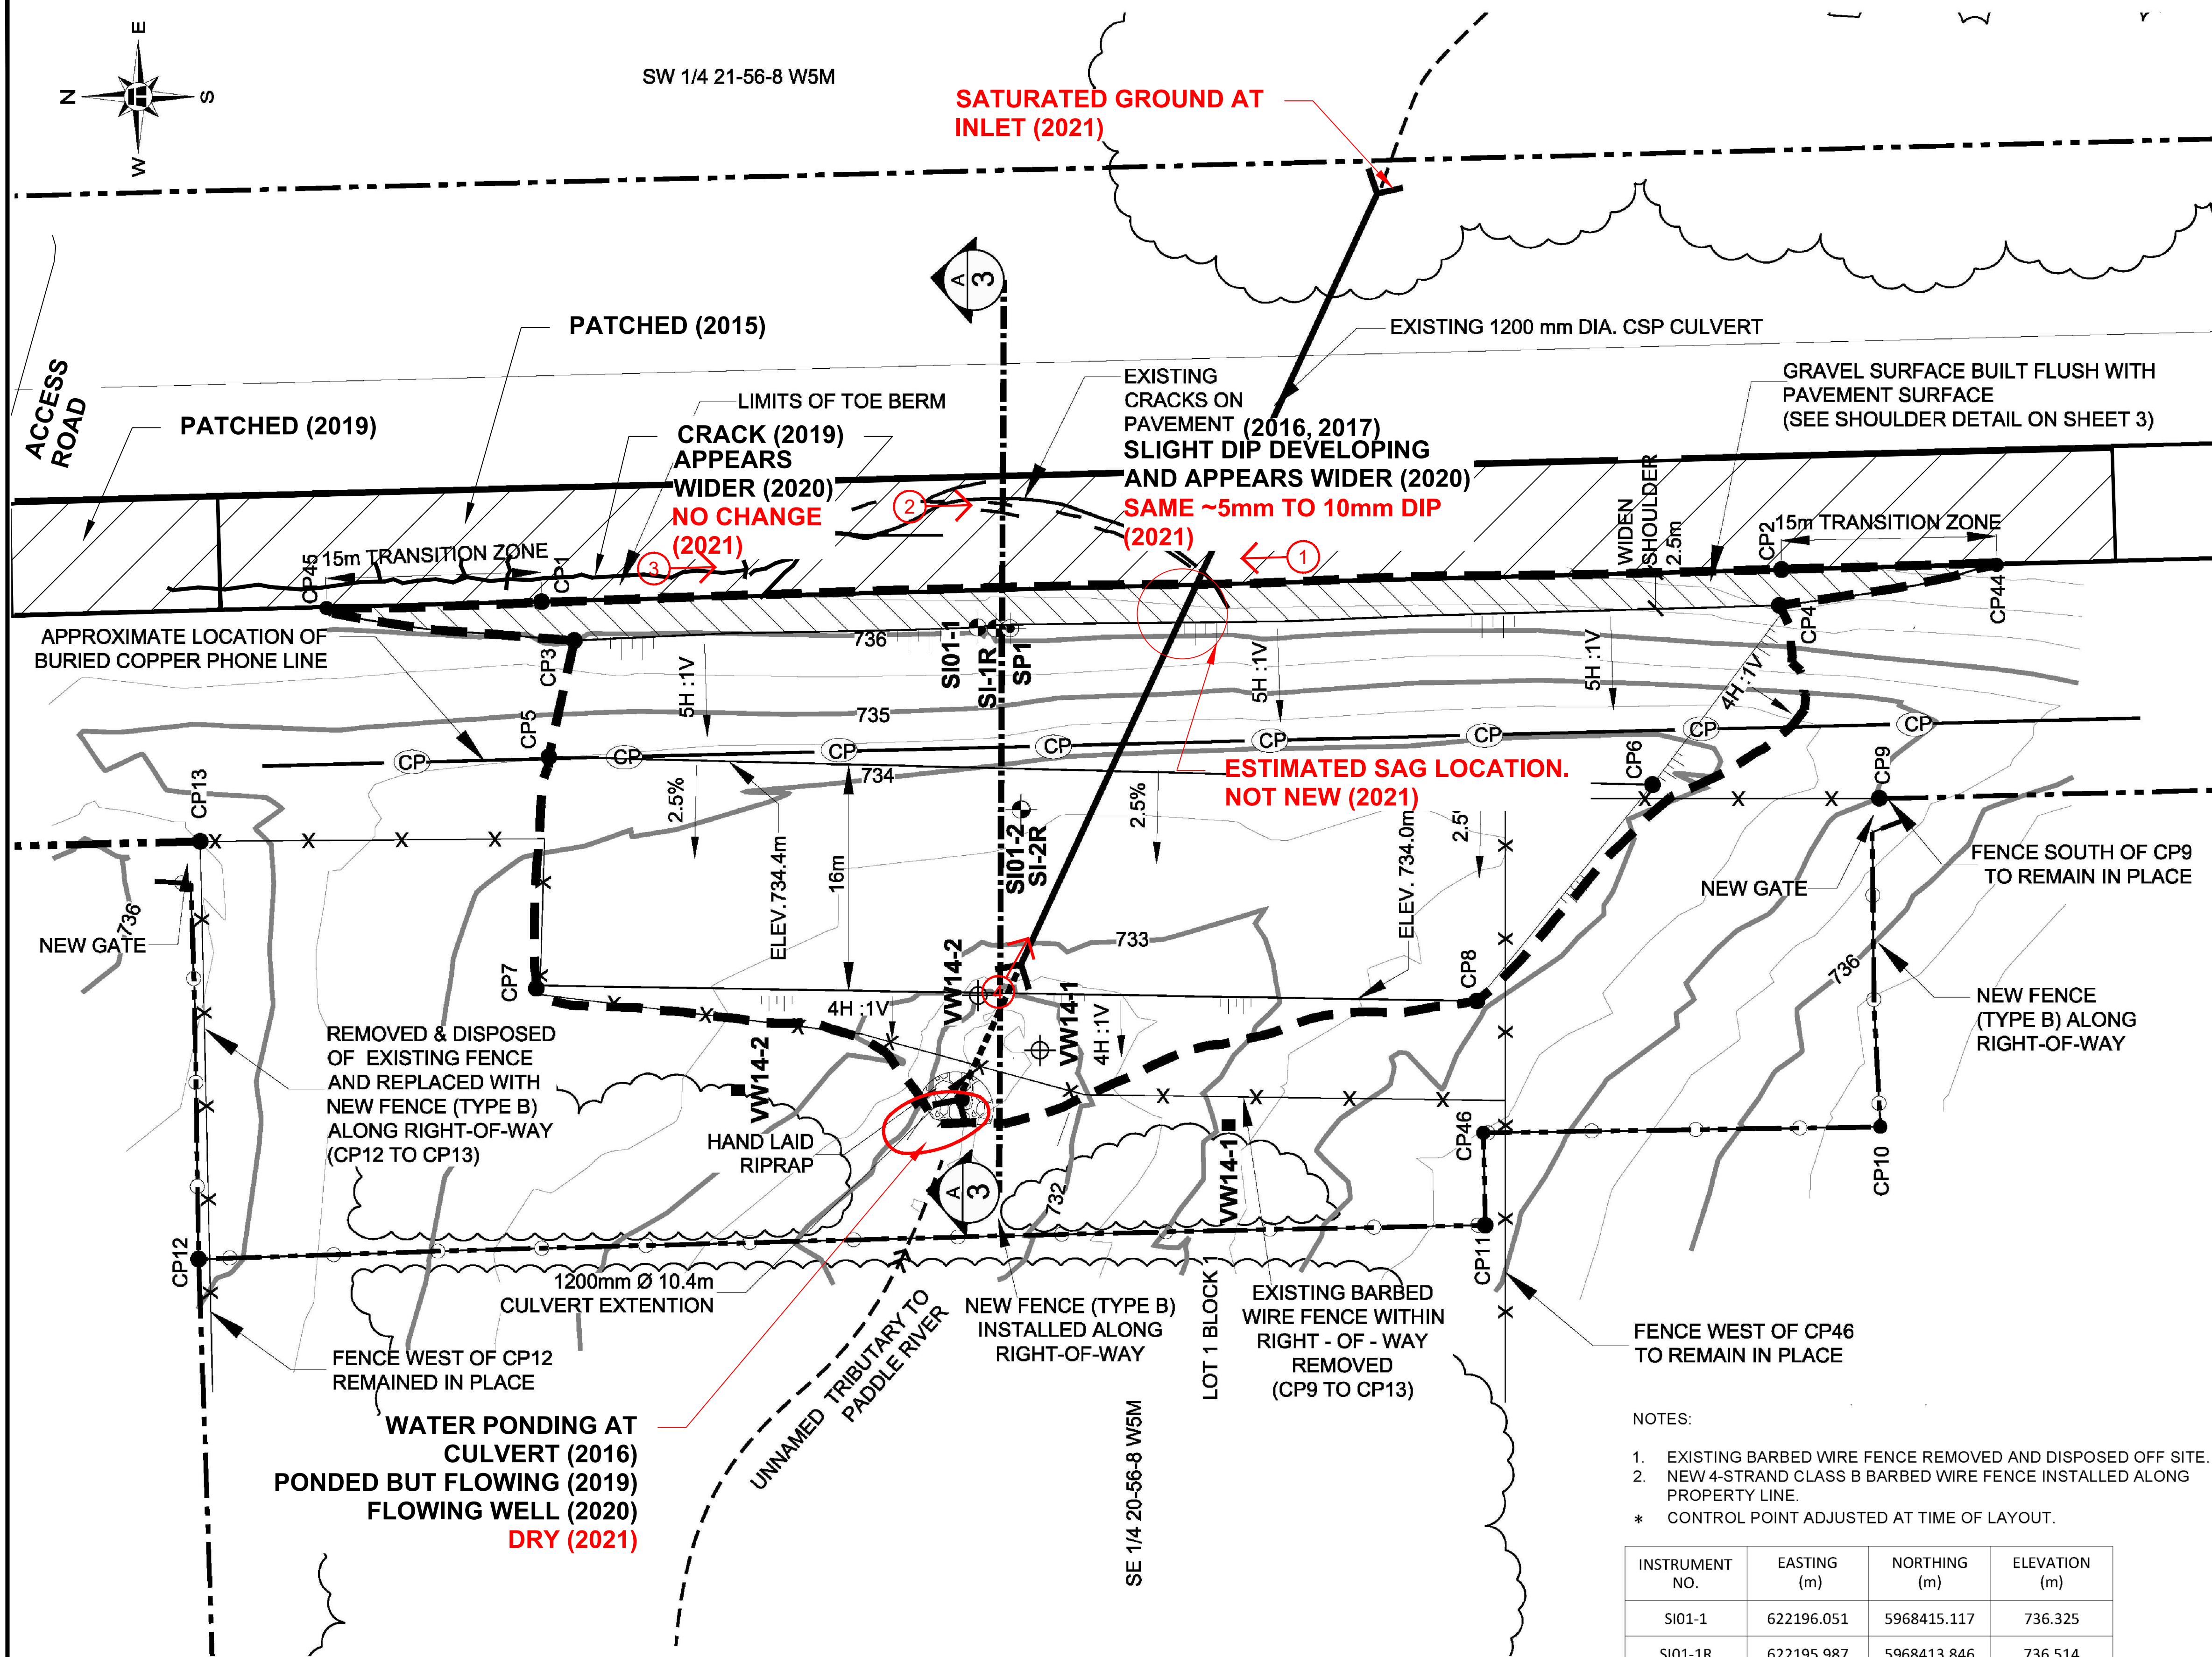 E
N
S
W
SW 1/4 21-56-8 W5M
SATURATED GROUND AT
INLET (2021)
A
3
PATCHED (2015)
EXISTING 1200 mm DIA. CSP CULVERT
ACCESS
ROAD
PATCHED (2019)
LIMITS OF TOE BERM
CRACK (2019)
APPEARS
WIDER (2020)
NO CHANGE
(2021)
EXISTING
CRACKS ON
PAVEMENT (2016, 2017)
SLIGHT DIP DEVELOPING
AND APPEARS WIDER (2020)
SAME ~5mm TO 10mm DIP
(2021)
GRAVEL SURFACE BUILT FLUSH WITH
PAVEMENT SURFACE
(SEE SHOULDER DETAIL ON SHEET 3)
2
3
1
WIDEN
SHOULDER
2.5m
CP2
15m TRANSITION ZONE
CP45
15m TRANSITION ZONE
CP1
CP44
CP4
APPROXIMATE LOCATION OF
BURIED COPPER PHONE LINE
CP3
736
SI01-1
SI-1R
SP1
5H :1V
5H :1V
5H :1V
4H :1V
735
CP5
CP
CP
CP
CP
CP
CP
CP
CP
734
CP13
2.5%
2.5%
2.5'
CP6
CP9
ESTIMATED SAG LOCATION.
NOT NEW (2021)
ELEV. 734.4m
16m
SI01-2
SI-2R
ELEV. 734.0m
X X X X
X X X
FENCE SOUTH OF CP9
TO REMAIN IN PLACE
NEW GATE
NEW GATE
736
733
736
CP7
VW14-2
4
VW14-1
CP8
4H :1V
4H :1V
NEW FENCE
(TYPE B) ALONG
RIGHT-OF-WAY
REMOVED & DISPOSED
OF EXISTING FENCE
AND REPLACED WITH
NEW FENCE (TYPE B)
ALONG RIGHT-OF-WAY
(CP12 TO CP13)
VW14-2
HAND LAID
RIPRAP
VW14-1
CP46
CP10
A
3
732
CP12
CP11
1200mm Ø 10.4m
CULVERT EXTENTION
UNNAMED TRIBUTARY TO
PADDLE RIVER
NEW FENCE (TYPE B)
INSTALLED ALONG
RIGHT-OF-WAY
LOT 1 BLOCK 1
EXISTING BARBED
WIRE FENCE WITHIN
RIGHT - OF - WAY
REMOVED
(CP9 TO CP13)
FENCE WEST OF CP46
TO REMAIN IN PLACE
FENCE WEST OF CP12
REMAINED IN PLACE
WATER PONDING AT
CULVERT (2016)
PONDED BUT FLOWING (2019)
FLOWING WELL (2020)
DRY (2021)
SE 1/4 20-56-8 W5M
NOTES:
1. EXISTING BARBED WIRE FENCE REMOVED AND DISPOSED OFF SITE.
2. NEW 4-STRAND CLASS B BARBED WIRE FENCE INSTALLED ALONG
PROPERTY LINE.
* CONTROL POINT ADJUSTED AT TIME OF LAYOUT.
INSTRUMENT NO. EASTING (m) NORTHING (m) ELEVATION (m)
SI01-1 622196.051 5968415.117 736.325
SI01-1R 622195.987 5968413.846 736.514